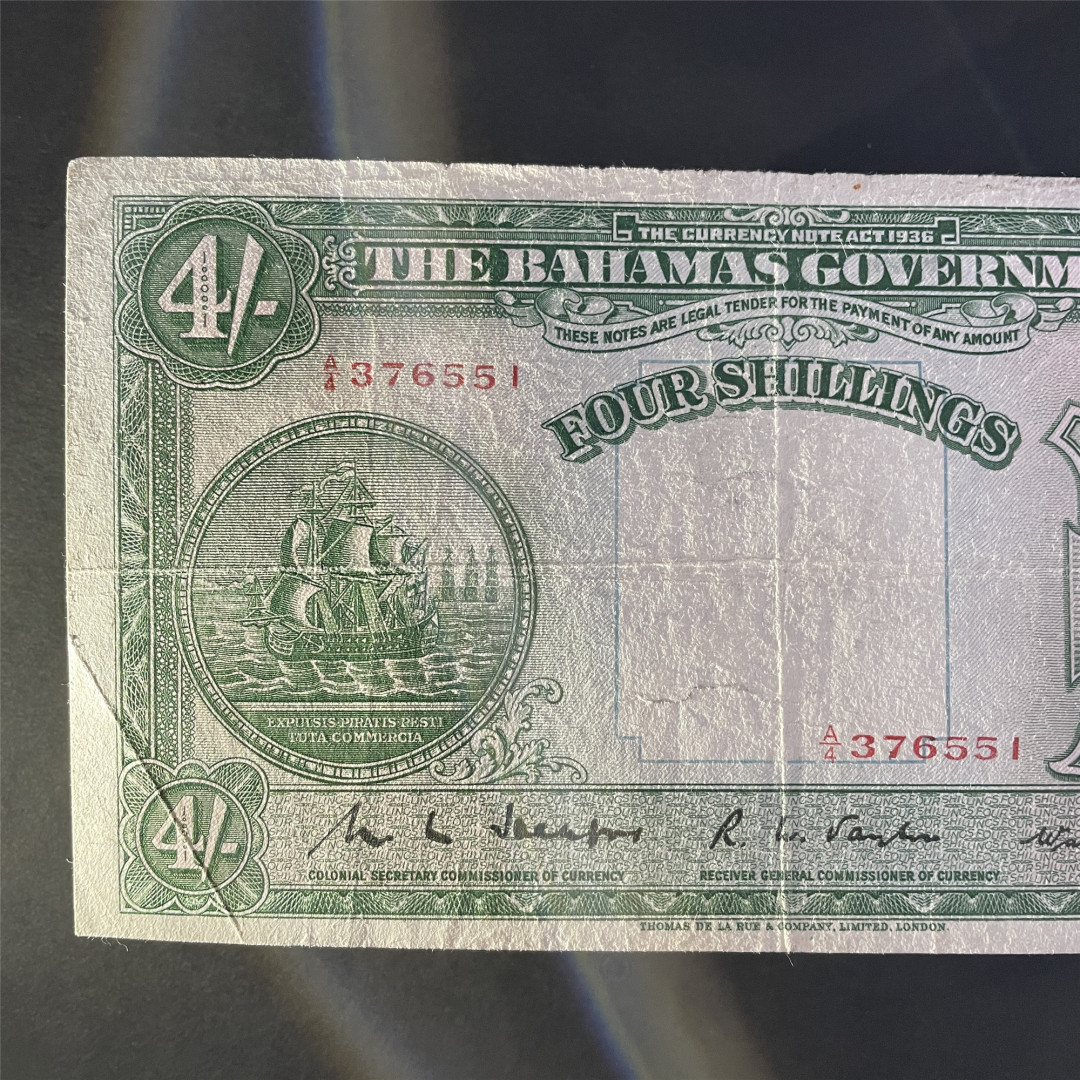 THE CURRENCY NOTE ACT 1936
4/-
THE BAHAMAS GOVERNM
THESE NOTES ARE LEGAL TENDER FOR THE PAYMENT OF ANY AMOUNT
A/4 376551
FOUR SHILLINGS
EXPULSIS PIRATIS RESTI
TUTA COMMERCIA
A/4 376551
4/-
COLONIAL SECRETARY COMMISSIONER OF CURRENCY
RECEIVER GENERAL COMMISSIONER OF CURRENCY
THOMAS DE LA RUE & COMPANY, LIMITED, LONDON.